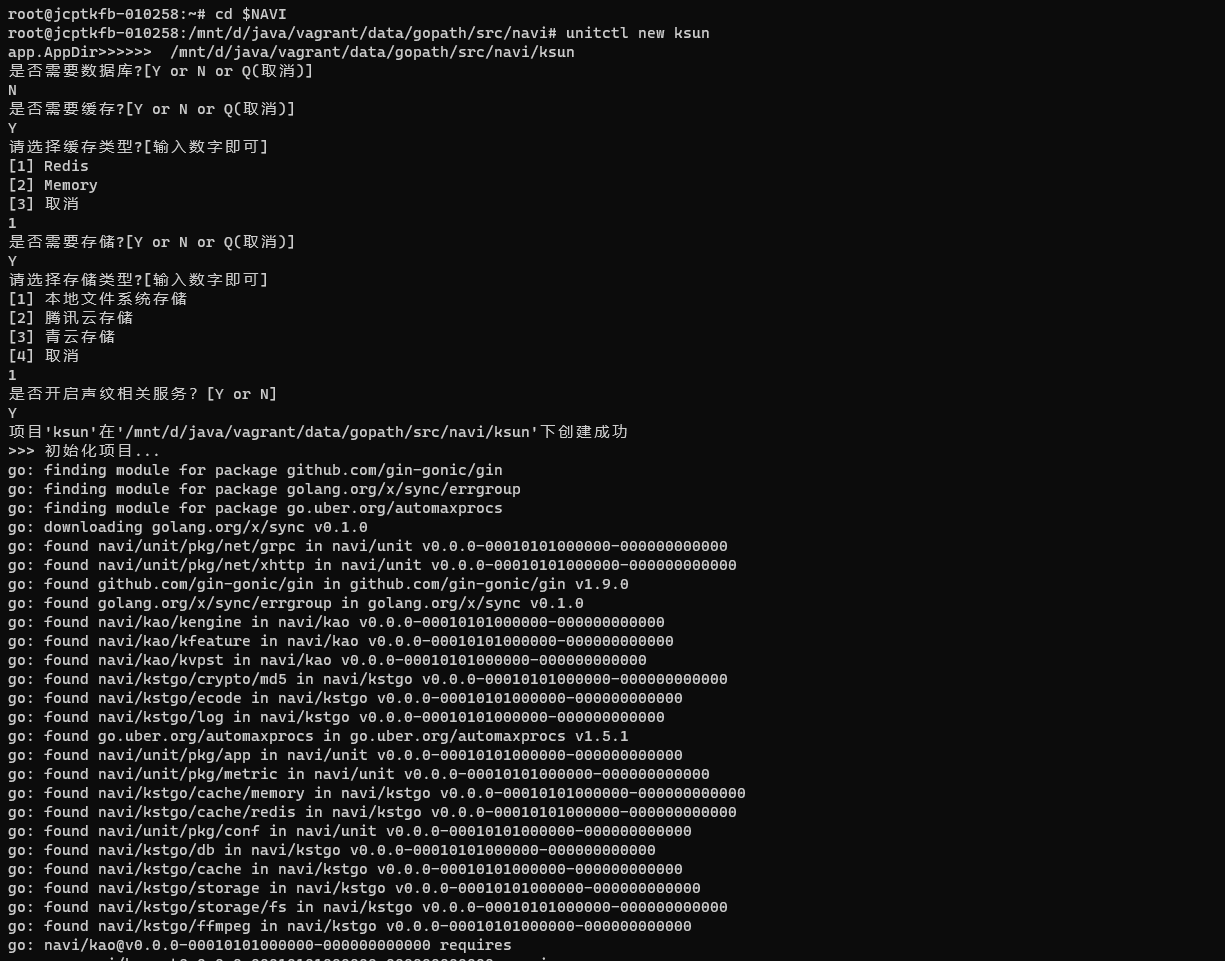 root@jcptkfb-010258:~# cd $NAVI
root@jcptkfb-010258:/mnt/d/java/vagrant/data/gopath/src/navi# unitctl new ksun
app.AppDir>>>>>>  /mnt/d/java/vagrant/data/gopath/src/navi/ksun
是否需要数据库?[Y or N or Q(取消)]
N
是否需要缓存?[Y or N or Q(取消)]
Y
请选择缓存类型?[输入数字即可]
[1] Redis
[2] Memory
[3] 取消
1
是否需要存储?[Y or N or Q(取消)]
Y
请选择存储类型?[输入数字即可]
[1] 本地文件系统存储
[2] 腾讯云存储
[3] 青云存储
[4] 取消
1
是否开启声纹相关服务? [Y or N]
Y
项目'ksun'在'/mnt/d/java/vagrant/data/gopath/src/navi/ksun'下创建成功
>>> 初始化项目...
go: finding module for package github.com/gin-gonic/gin
go: finding module for package golang.org/x/sync/errgroup
go: finding module for package go.uber.org/automaxprocs
go: downloading golang.org/x/sync v0.1.0
go: found navi/unit/pkg/net/grpc in navi/unit v0.0.0-00010101000000-000000000000
go: found navi/unit/pkg/net/xhttp in navi/unit v0.0.0-00010101000000-000000000000
go: found github.com/gin-gonic/gin in github.com/gin-gonic/gin v1.9.0
go: found golang.org/x/sync/errgroup in golang.org/x/sync v0.1.0
go: found navi/kao/kengine in navi/kao v0.0.0-00010101000000-000000000000
go: found navi/kao/kfeature in navi/kao v0.0.0-00010101000000-000000000000
go: found navi/kao/kvpst in navi/kao v0.0.0-00010101000000-000000000000
go: found navi/kstgo/crypto/md5 in navi/kstgo v0.0.0-00010101000000-000000000000
go: found navi/kstgo/ecode in navi/kstgo v0.0.0-00010101000000-000000000000
go: found navi/kstgo/log in navi/kstgo v0.0.0-00010101000000-000000000000
go: found go.uber.org/automaxprocs in go.uber.org/automaxprocs v1.5.1
go: found navi/unit/pkg/app in navi/unit v0.0.0-00010101000000-000000000000
go: found navi/unit/pkg/metric in navi/unit v0.0.0-00010101000000-000000000000
go: found navi/kstgo/cache/memory in navi/kstgo v0.0.0-00010101000000-000000000000
go: found navi/kstgo/cache/redis in navi/kstgo v0.0.0-00010101000000-000000000000
go: found navi/unit/pkg/conf in navi/unit v0.0.0-00010101000000-000000000000
go: found navi/kstgo/db in navi/kstgo v0.0.0-00010101000000-000000000000
go: found navi/kstgo/cache in navi/kstgo v0.0.0-00010101000000-000000000000
go: found navi/kstgo/storage in navi/kstgo v0.0.0-00010101000000-000000000000
go: found navi/kstgo/storage/fs in navi/kstgo v0.0.0-00010101000000-000000000000
go: found navi/kstgo/ffmpeg in navi/kstgo v0.0.0-00010101000000-000000000000
go: navi/kao@v0.0.0-00010101000000-000000000000 requires